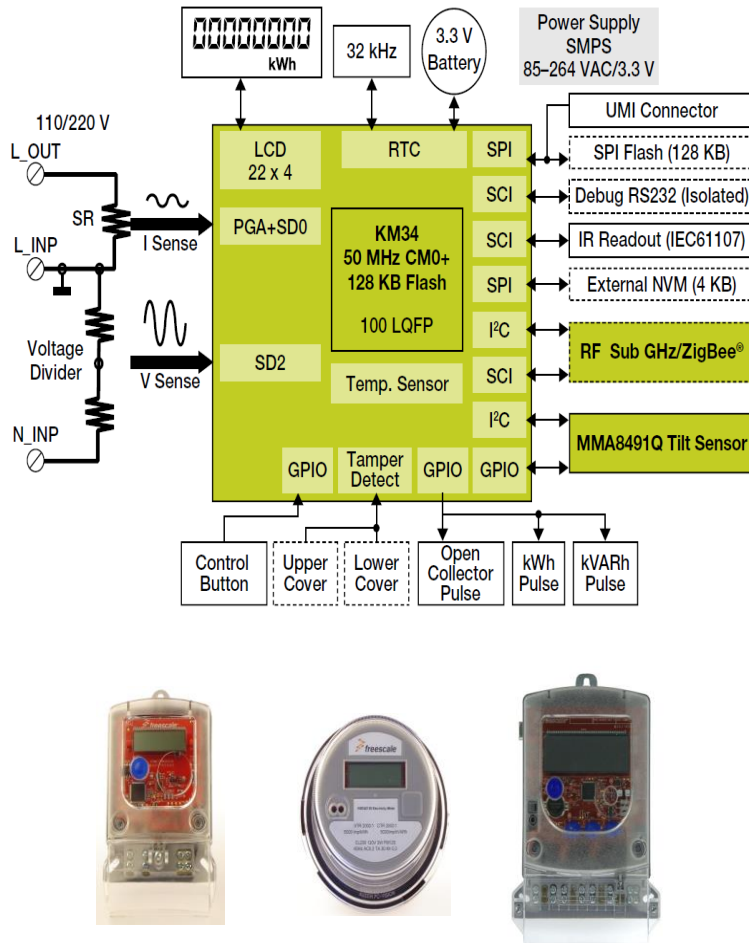 00000000
kWh
32 kHz
3.3 V
Battery
Power Supply
SMPS
85–264 VAC/3.3 V
110/220 V
L_OUT
SR
I Sense
L_INP
Voltage
Divider
V Sense
N_INP
LCD
22 x 4
RTC
SPI
SCI
PGA+SD0
SCI
KM34
50 MHz CM0+
128 KB Flash
100 LQFP
SPI
I²C
SD2
Temp. Sensor
SCI
I²C
GPIO
Tamper
Detect
GPIO
GPIO
UMI Connector
SPI Flash (128 KB)
Debug RS232 (Isolated)
IR Readout (IEC61107)
External NVM (4 KB)
RF Sub GHz/ZigBee®
MMA8491Q Tilt Sensor
Control
Button
Upper
Cover
Lower
Cover
Open
Collector
Pulse
kWh
Pulse
kVARh
Pulse
freescale
freescale